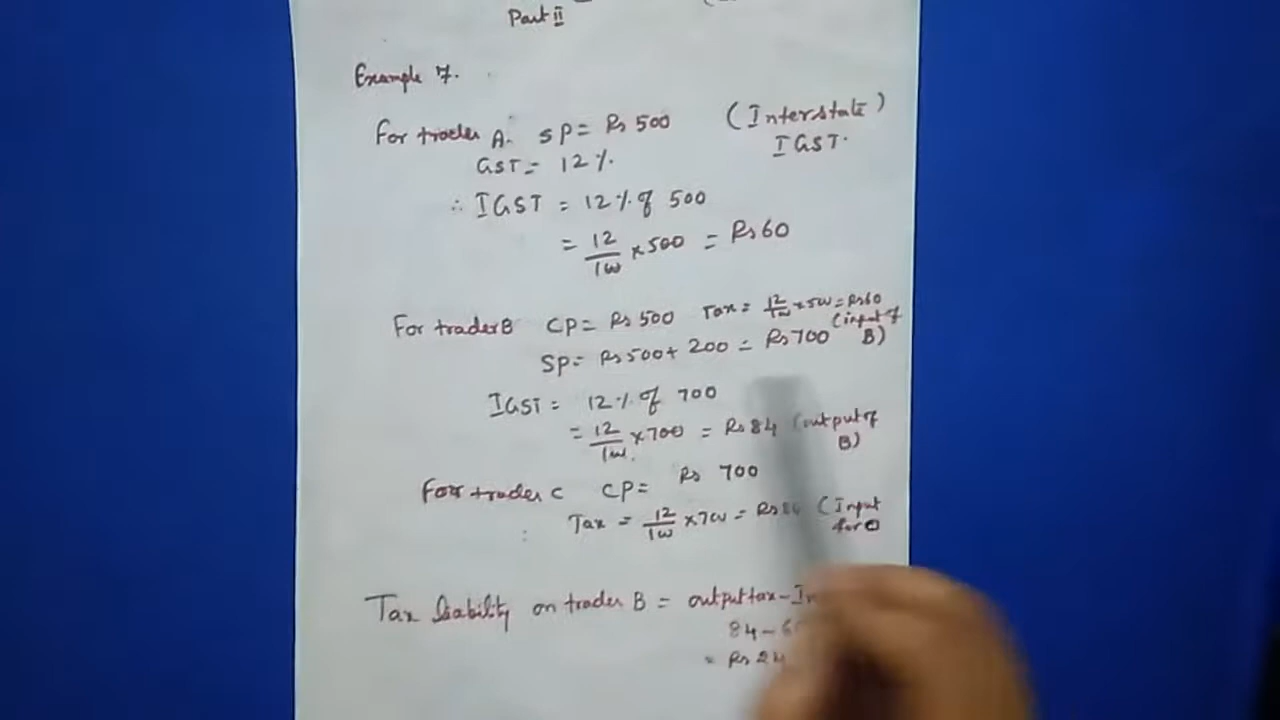 Part ii
Example 7.
For trader A. SP = Rs 500 (Interstate)
GST = 12% IGST.
∴ IGST = 12% of 500
= 12/100 × 500 = Rs 60
For trader B CP = Rs 500 Tax = 12/100 × 500 = Rs 60
(input of B)
SP = Rs 500 + 200 = Rs 700
IGST = 12% of 700
= 12/100 × 700 = Rs 84 (output of B)
For trader C CP = Rs 700
Tax = 12/100 × 700 = Rs 84 (Input for
Tax liability on trader B = output tax -
84 -
= Rs 24